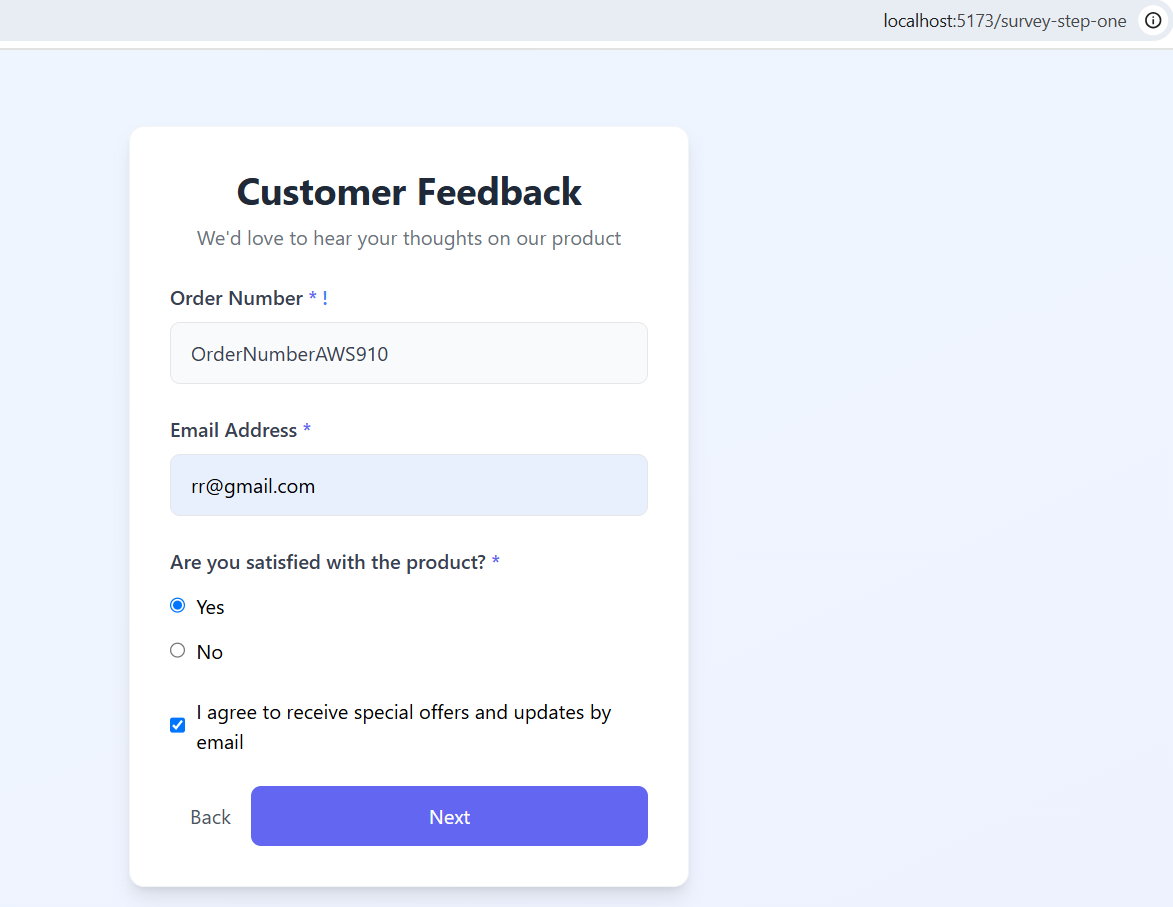 localhost:5173/survey-step-one
Customer Feedback
We'd love to hear your thoughts on our product
Order Number * !
OrderNumberAWS910
Email Address *
rr@gmail.com
Are you satisfied with the product? *
Yes
No
I agree to receive special offers and updates by
email
Back
Next